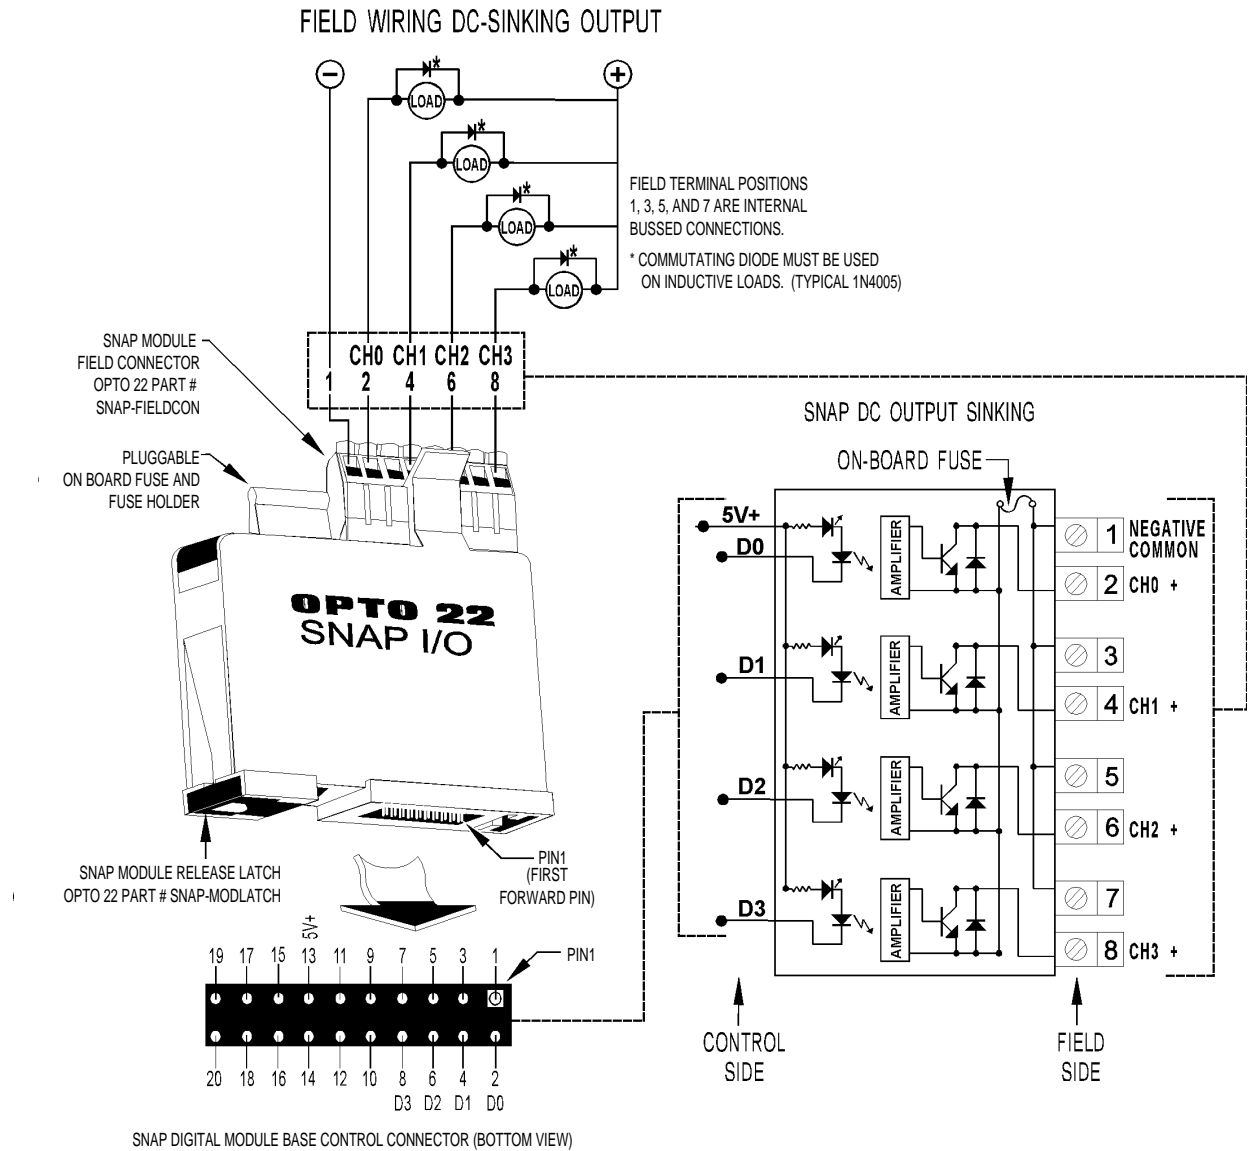 FIELD WIRING DC-SINKING OUTPUT
−
+
*
LOAD
*
LOAD
*
LOAD
*
LOAD
FIELD TERMINAL POSITIONS
1, 3, 5, AND 7 ARE INTERNAL
BUSSED CONNECTIONS.
* COMMUTATING DIODE MUST BE USED
ON INDUCTIVE LOADS. (TYPICAL 1N4005)
SNAP MODULE
FIELD CONNECTOR
OPTO 22 PART #
SNAP-FIELDCON
CH0 CH1 CH2 CH3
1 2 4 6 8
PLUGGABLE
ON BOARD FUSE AND
FUSE HOLDER
OPTO 22
SNAP I/O
SNAP MODULE RELEASE LATCH
OPTO 22 PART # SNAP-MODLATCH
PIN1
(FIRST
FORWARD PIN)
5V+
19 17 15 13 11 9 7 5 3 1
PIN1
20 18 16 14 12 10 8 6 4 2
D3 D2 D1 D0
SNAP DIGITAL MODULE BASE CONTROL CONNECTOR (BOTTOM VIEW)
SNAP DC OUTPUT SINKING
ON-BOARD FUSE
5V+
D0
AMPLIFIER
1 NEGATIVE
COMMON
2 CH0 +
D1
AMPLIFIER
3
4 CH1 +
D2
AMPLIFIER
5
6 CH2 +
D3
AMPLIFIER
7
8 CH3 +
CONTROL
SIDE
FIELD
SIDE